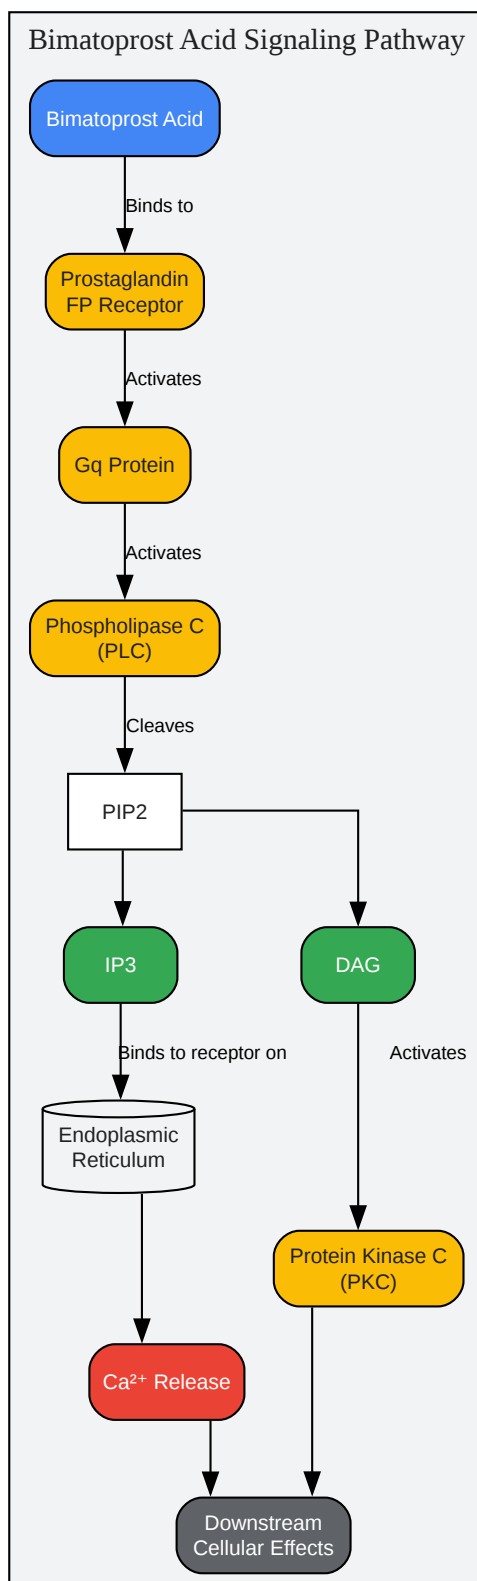 Bimatoprost Acid Signaling Pathway
Bimatoprost Acid
Binds to
Prostaglandin
FP Receptor
Activates
Gq Protein
Activates
Phospholipase C
(PLC)
Cleaves
PIP2
IP3
DAG
Binds to receptor on
Activates
Endoplasmic
Reticulum
Protein Kinase C
(PKC)
Ca²⁺ Release
Downstream
Cellular Effects